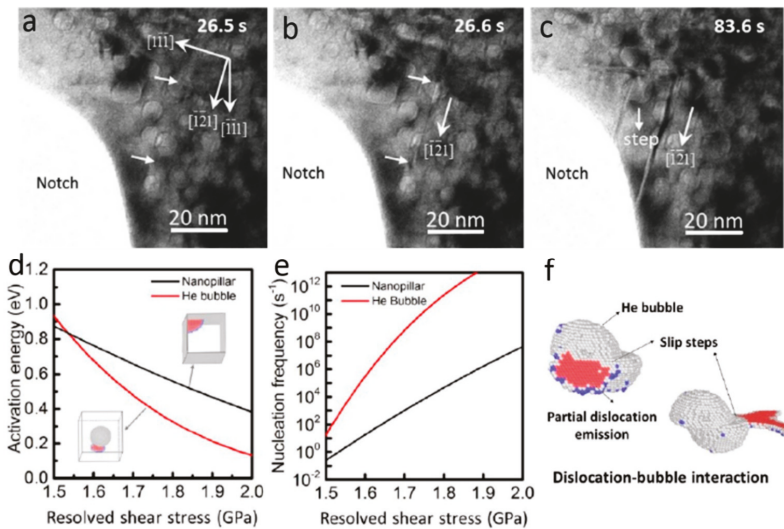 a
26.5 s
[11̄1̄]
[1̄2̄1]
[1̄1̄1]
Notch
20 nm
b
26.6 s
[1̄2̄1]
Notch
20 nm
c
83.6 s
step
[1̄2̄1]
Notch
20 nm
d
Activation energy (eV)
1.2
1.0
0.8
0.6
0.4
0.2
0.0
Nanopillar
He bubble
1.5 1.6 1.7 1.8 1.9 2.0
Resolved shear stress (GPa)
e
Nucleation frequency (s⁻¹)
10¹²
10¹⁰
10⁸
10⁶
10⁴
10²
10⁰
10⁻²
Nanopillar
He Bubble
1.5 1.6 1.7 1.8 1.9 2.0
Resolved shear stress (GPa)
f
He bubble
Slip steps
Partial dislocation
emission
Dislocation-bubble interaction